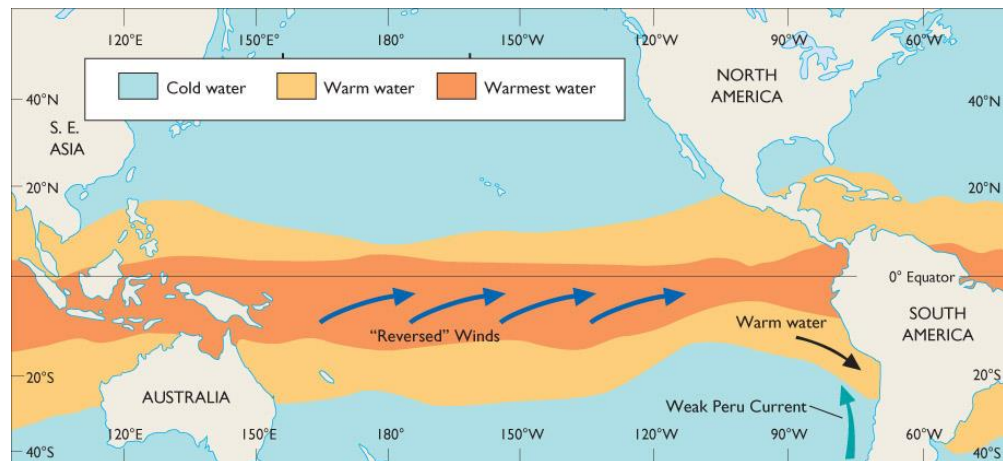 120°E 150°E 180° 150°W 120°W 90°W 60°W
Cold water Warm water Warmest water
NORTH
AMERICA
40°N 40°N
S. E.
ASIA
20°N 20°N
0° Equator
"Reversed" Winds
Warm water
SOUTH
AMERICA
20°S 20°S
AUSTRALIA
Weak Peru Current
120°E 150°E 180° 150°W 120°W 90°W 60°W
40°S 40°S